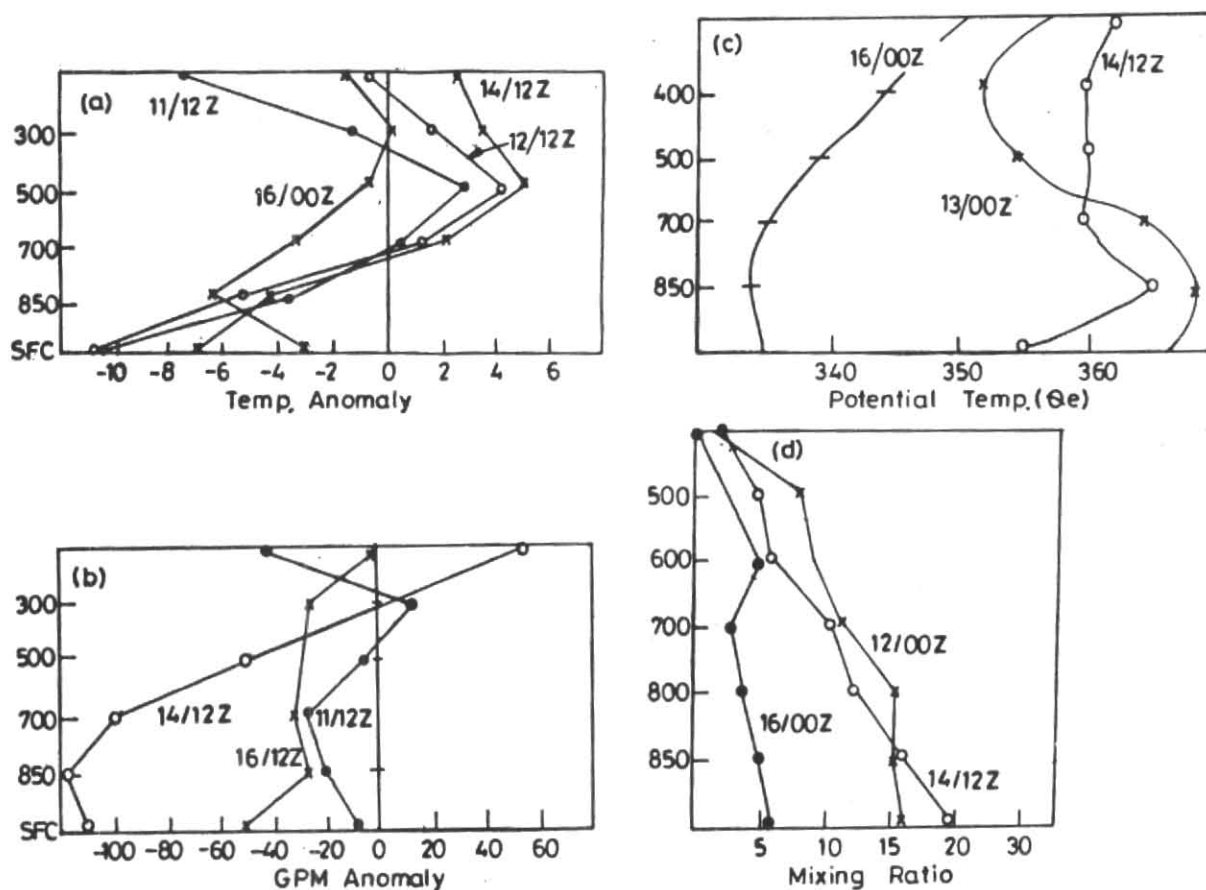 (a)
11/12Z
14/12Z
12/12Z
16/00Z
300
500
700
850
SFC
-10 -8 -6 -4 -2 0 2 4 6
Temp. Anomaly
(b)
14/12Z
11/12Z
16/12Z
300
500
700
850
SFC
-100 -80 -60 -40 -20 0 20 40 60
GPM Anomaly
(c)
16/00Z
14/12Z
13/00Z
400
500
700
850
340 350 360
Potential Temp.(θe)
(d)
12/00Z
16/00Z
14/12Z
500
600
700
800
850
5 10 15 20 30
Mixing Ratio